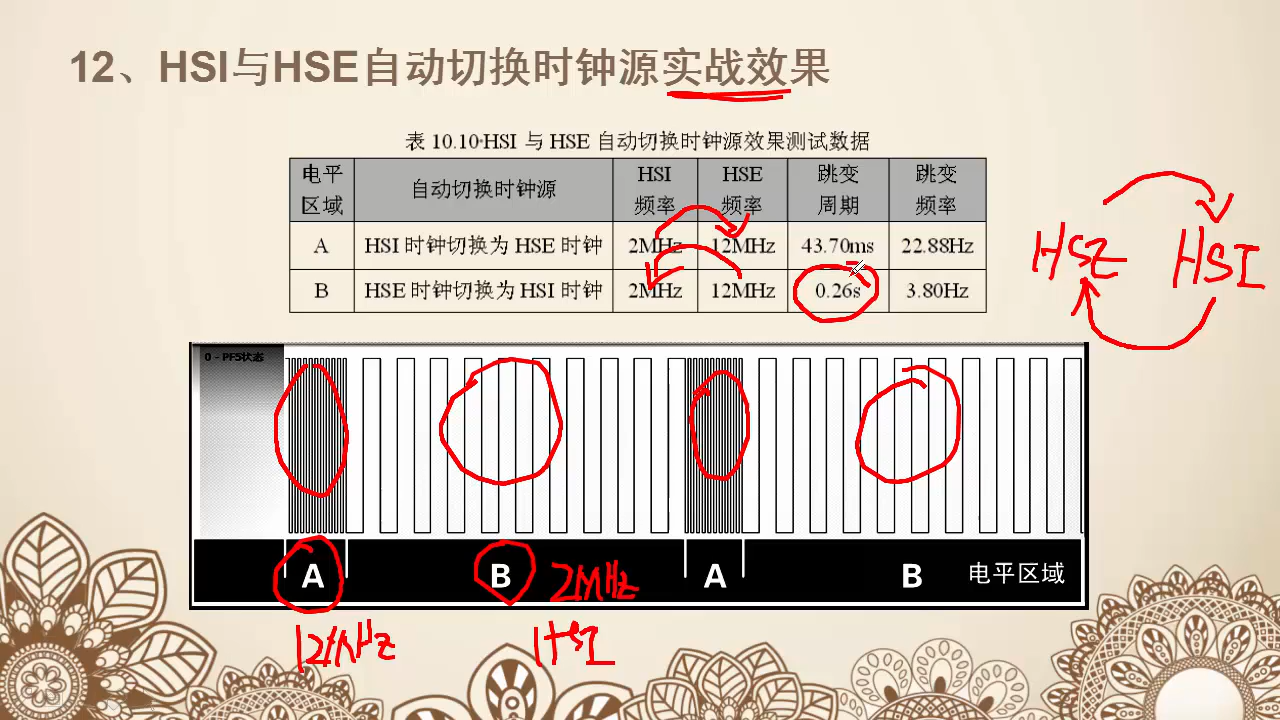 12、HSI与HSE自动切换时钟源实战效果
表 10.10·HSI 与 HSE 自动切换时钟源效果测试数据
电平区域 自动切换时钟源 HSI频率 HSE频率 跳变周期 跳变频率
A HSI 时钟切换为 HSE 时钟 2MHz 12MHz 43.70ms 22.88Hz
B HSE 时钟切换为 HSI 时钟 2MHz 12MHz 0.26s 3.80Hz
HSE HSI
0 - PF5状态
A B 2MHz A B 电平区域
12MHz HSI